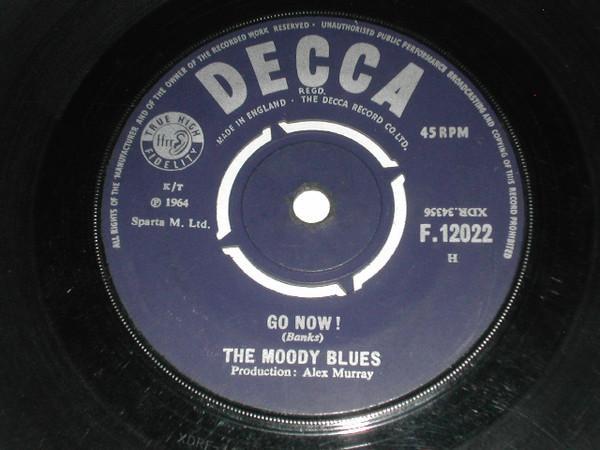 ALL RIGHTS OF THE MANUFACTURER AND OF THE OWNER OF THE RECORDED WORK RESERVED · UNAUTHORISED PUBLIC PERFORMANCE BROADCASTING AND COPYING OF THIS RECORD PROHIBITED
DECCA
REGD.
MADE IN ENGLAND · THE DECCA RECORD CO. LTD.
TRUE HIGH
ffrr
FIDELITY
45 RPM
K/T
℗ 1964
Sparta M. Ltd.
XDR.34356
F.12022
H
GO NOW!
(Banks)
THE MOODY BLUES
Production: Alex Murray